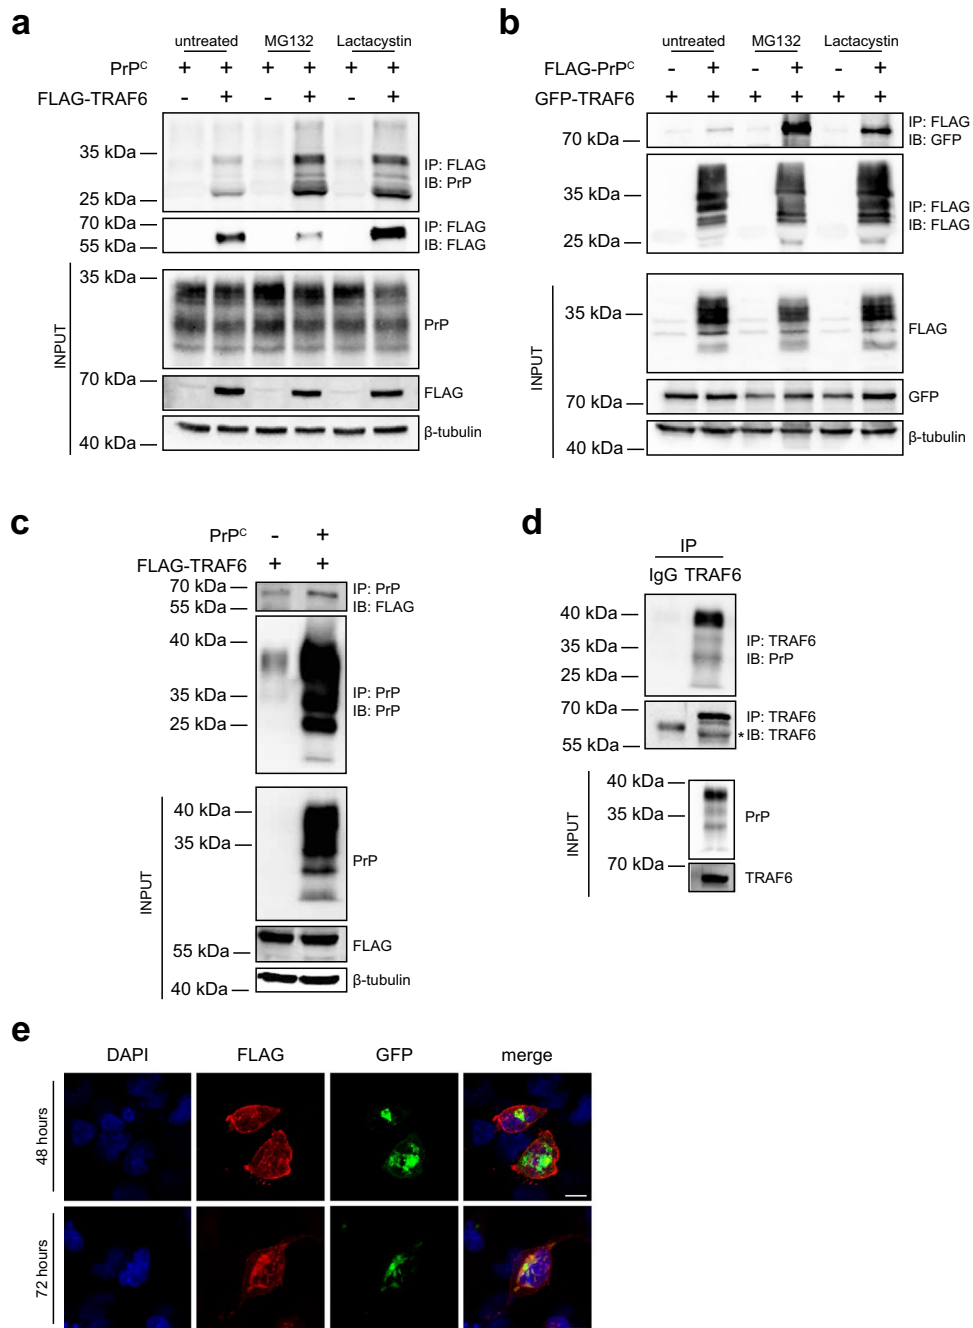 a
untreated MG132 Lactacystin
PrPᶜ + + + + + +
FLAG-TRAF6 - + - + - +
35 kDa
25 kDa
IP: FLAG
IB: PrP
70 kDa
55 kDa
IP: FLAG
IB: FLAG
INPUT
35 kDa
PrP
70 kDa
FLAG
40 kDa
β-tubulin
b
untreated MG132 Lactacystin
FLAG-PrPᶜ - + - + - +
GFP-TRAF6 + + + + + +
70 kDa
IP: FLAG
IB: GFP
35 kDa
25 kDa
IP: FLAG
IB: FLAG
INPUT
35 kDa
FLAG
70 kDa
GFP
40 kDa
β-tubulin
c
PrPᶜ - +
FLAG-TRAF6 + +
70 kDa
55 kDa
IP: PrP
IB: FLAG
40 kDa
35 kDa
25 kDa
IP: PrP
IB: PrP
INPUT
40 kDa
35 kDa
PrP
55 kDa
FLAG
40 kDa
β-tubulin
d
IP
IgG TRAF6
40 kDa
35 kDa
25 kDa
IP: TRAF6
IB: PrP
70 kDa
55 kDa
IP: TRAF6
*IB: TRAF6
INPUT
40 kDa
35 kDa
PrP
70 kDa
TRAF6
e
DAPI FLAG GFP merge
48 hours
72 hours